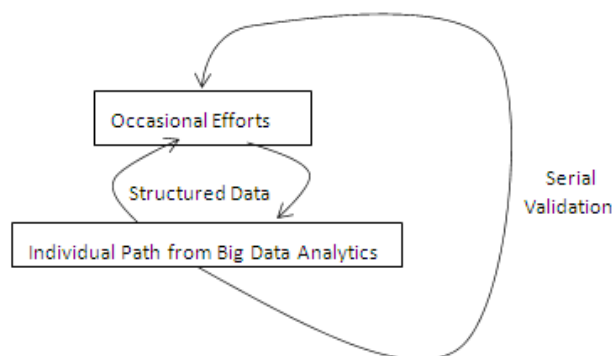 Occasional Efforts
Structured Data
Serial
Validation
Individual Path from Big Data Analytics